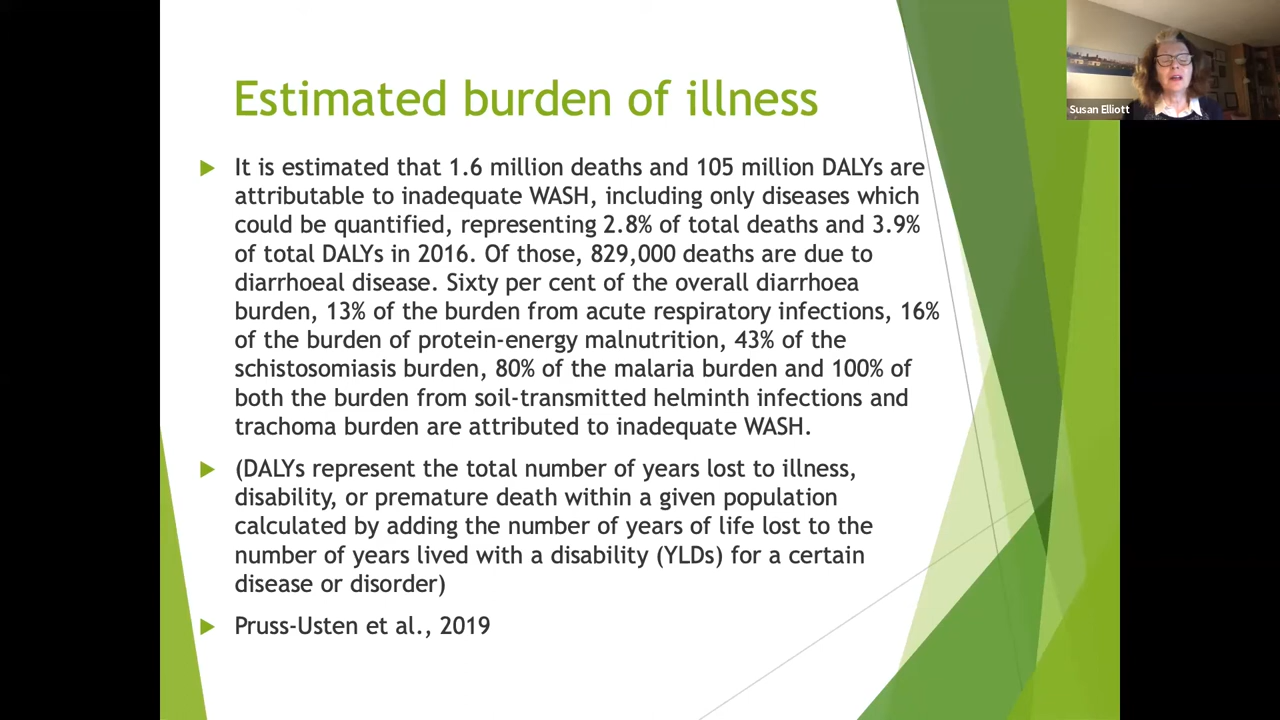 Estimated burden of illness
It is estimated that 1.6 million deaths and 105 million DALYs are
attributable to inadequate WASH, including only diseases which
could be quantified, representing 2.8% of total deaths and 3.9%
of total DALYs in 2016. Of those, 829,000 deaths are due to
diarrhoeal disease. Sixty per cent of the overall diarrhoea
burden, 13% of the burden from acute respiratory infections, 16%
of the burden of protein-energy malnutrition, 43% of the
schistosomiasis burden, 80% of the malaria burden and 100% of
both the burden from soil-transmitted helminth infections and
trachoma burden are attributed to inadequate WASH.
(DALYs represent the total number of years lost to illness,
disability, or premature death within a given population
calculated by adding the number of years of life lost to the
number of years lived with a disability (YLDs) for a certain
disease or disorder)
Pruss-Usten et al., 2019
Susan Elliott